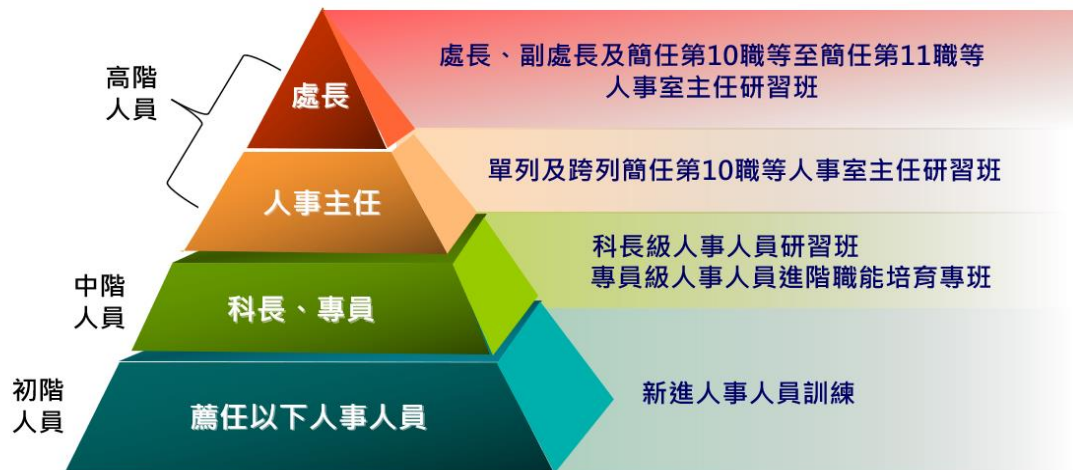 高階
人員
處長
處長、副處長及簡任第10職等至簡任第11職等
人事室主任研習班
人事主任
單列及跨列簡任第10職等人事室主任研習班
中階
人員
科長、專員
科長級人事人員研習班
專員級人事人員進階職能培育專班
初階
人員
薦任以下人事人員
新進人事人員訓練